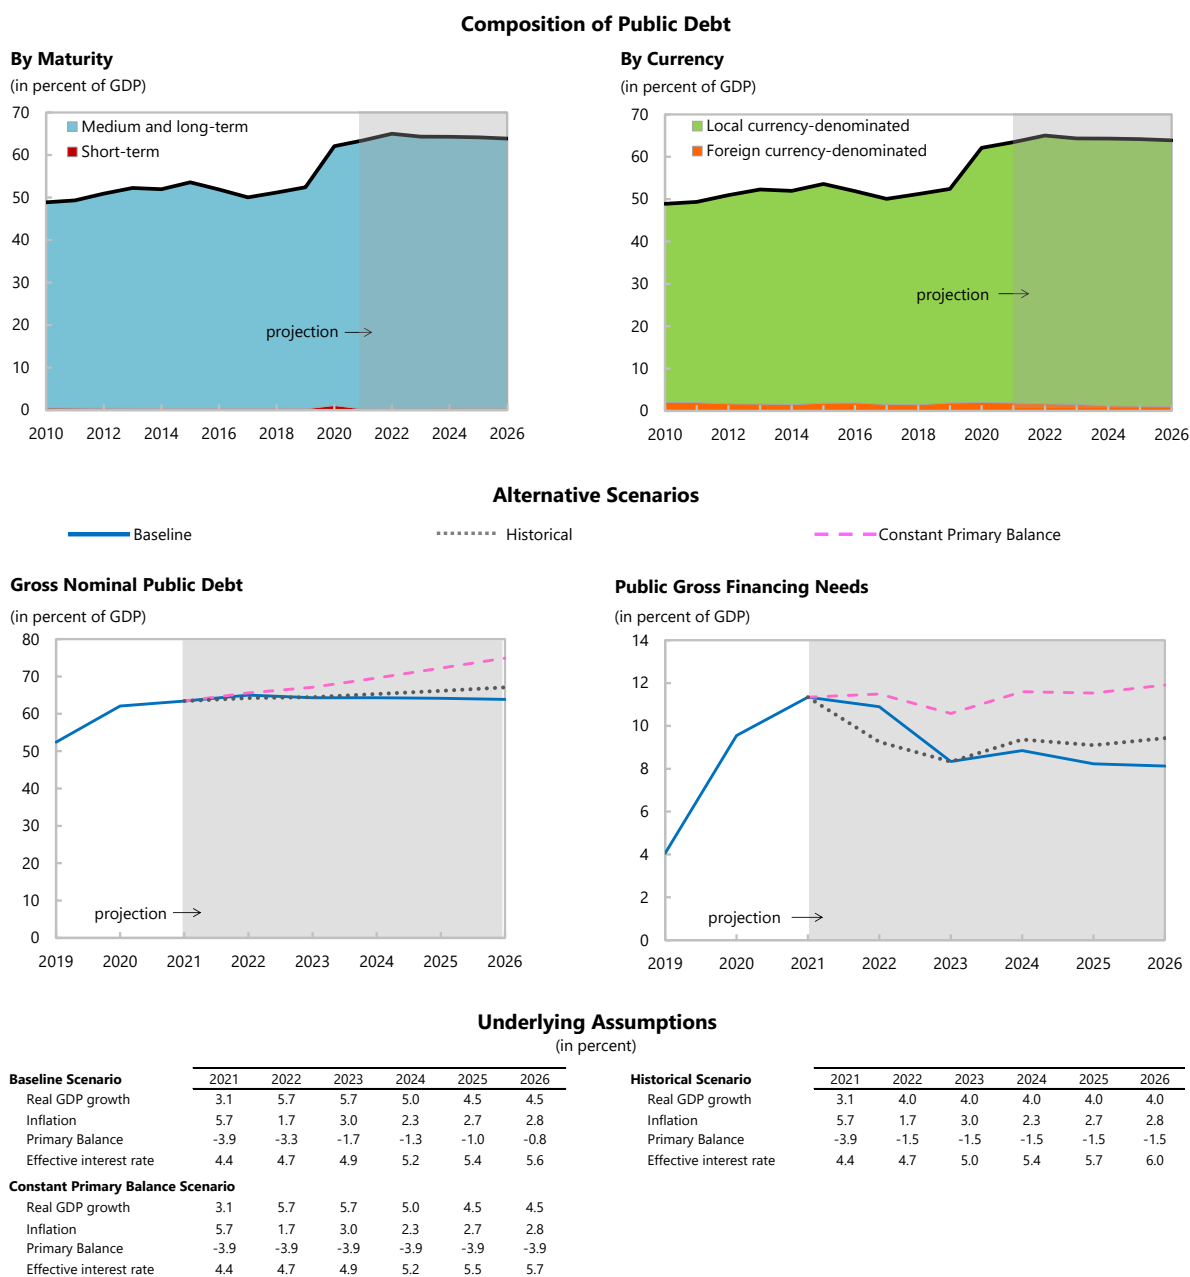 Composition of Public Debt
By Maturity
(in percent of GDP)
70
60
50
40
30
20
10
0
Medium and long-term
Short-term
projection
2010 2012 2014 2016 2018 2020 2022 2024 2026
By Currency
(in percent of GDP)
70
60
50
40
30
20
10
0
Local currency-denominated
Foreign currency-denominated
projection
2010 2012 2014 2016 2018 2020 2022 2024 2026
Alternative Scenarios
Baseline Historical Constant Primary Balance
Gross Nominal Public Debt
(in percent of GDP)
80
70
60
50
40
30
20
10
0
projection
2019 2020 2021 2022 2023 2024 2025 2026
Public Gross Financing Needs
(in percent of GDP)
14
12
10
8
6
4
2
0
projection
2019 2020 2021 2022 2023 2024 2025 2026
Underlying Assumptions
(in percent)
Baseline Scenario 2021 2022 2023 2024 2025 2026
Real GDP growth 3.1 5.7 5.7 5.0 4.5 4.5
Inflation 5.7 1.7 3.0 2.3 2.7 2.8
Primary Balance -3.9 -3.3 -1.7 -1.3 -1.0 -0.8
Effective interest rate 4.4 4.7 4.9 5.2 5.4 5.6
Constant Primary Balance Scenario
Real GDP growth 3.1 5.7 5.7 5.0 4.5 4.5
Inflation 5.7 1.7 3.0 2.3 2.7 2.8
Primary Balance -3.9 -3.9 -3.9 -3.9 -3.9 -3.9
Effective interest rate 4.4 4.7 4.9 5.2 5.5 5.7
Historical Scenario 2021 2022 2023 2024 2025 2026
Real GDP growth 3.1 4.0 4.0 4.0 4.0 4.0
Inflation 5.7 1.7 3.0 2.3 2.7 2.8
Primary Balance -3.9 -1.5 -1.5 -1.5 -1.5 -1.5
Effective interest rate 4.4 4.7 5.0 5.4 5.7 6.0